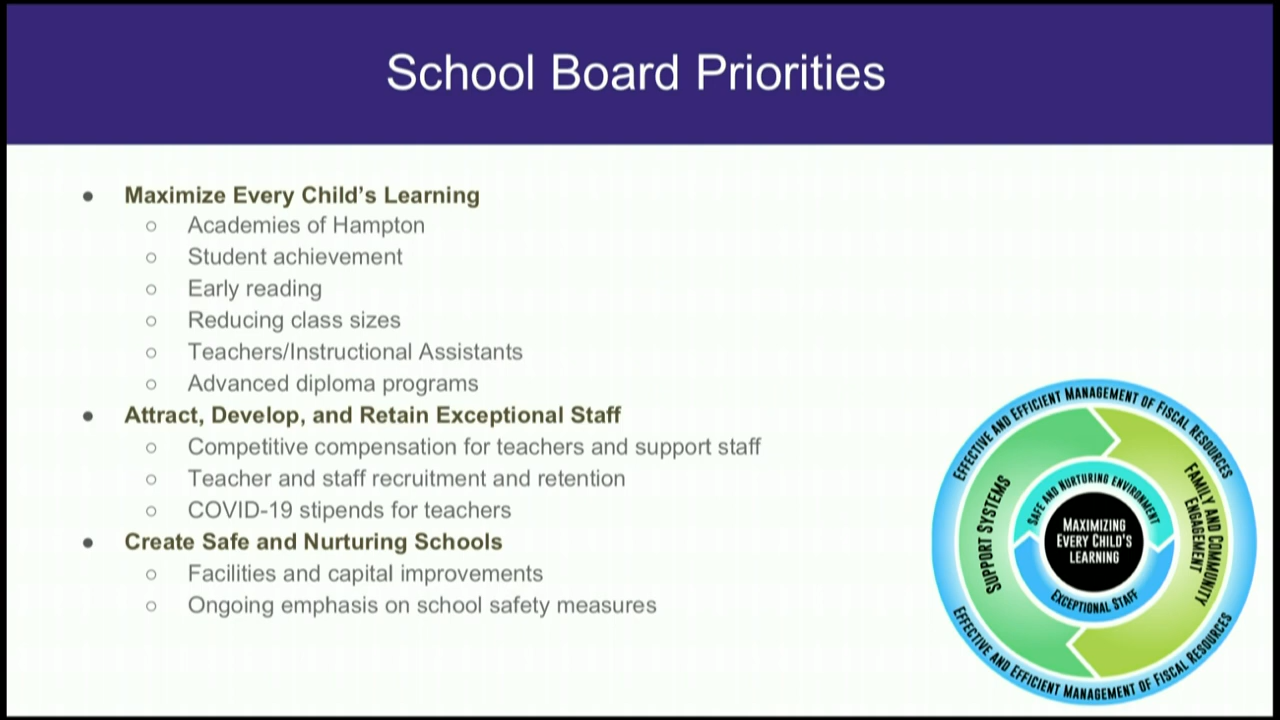 School Board Priorities
● Maximize Every Child's Learning
○ Academies of Hampton
○ Student achievement
○ Early reading
○ Reducing class sizes
○ Teachers/Instructional Assistants
○ Advanced diploma programs
● Attract, Develop, and Retain Exceptional Staff
○ Competitive compensation for teachers and support staff
○ Teacher and staff recruitment and retention
○ COVID-19 stipends for teachers
● Create Safe and Nurturing Schools
○ Facilities and capital improvements
○ Ongoing emphasis on school safety measures
EFFECTIVE AND EFFICIENT MANAGEMENT OF FISCAL RESOURCES
SUPPORT SYSTEMS
FAMILY AND COMMUNITY
ENGAGEMENT
SAFE AND NURTURING ENVIRONMENT
MAXIMIZING
EVERY CHILD'S
LEARNING
EXCEPTIONAL STAFF
EFFECTIVE AND EFFICIENT MANAGEMENT OF FISCAL RESOURCES